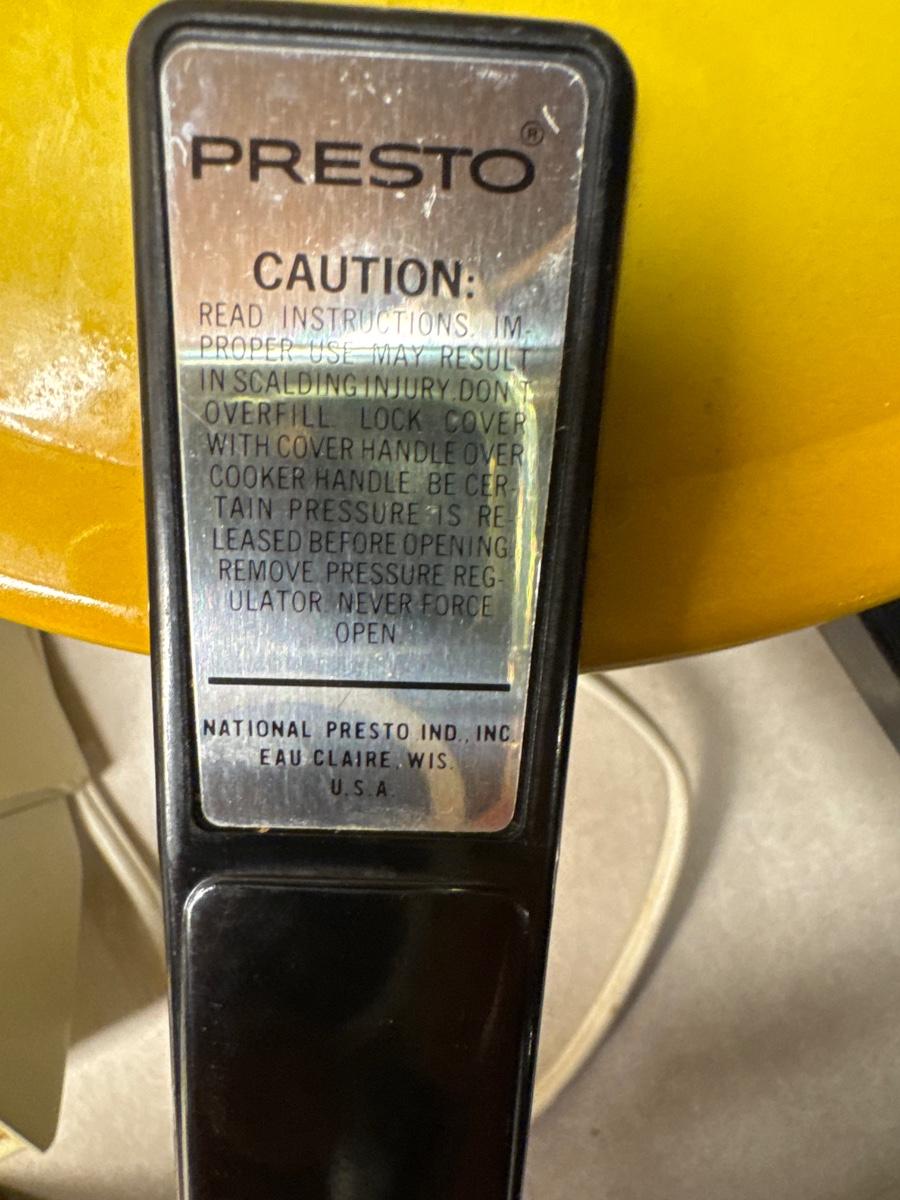 PRESTO®
CAUTION:
READ INSTRUCTIONS. IM-
PROPER USE MAY RESULT
IN SCALDING INJURY. DON'T
OVERFILL. LOCK COVER
WITH COVER HANDLE OVER
COOKER HANDLE. BE CER-
TAIN PRESSURE IS RE-
LEASED BEFORE OPENING.
REMOVE PRESSURE REG-
ULATOR. NEVER FORCE
OPEN
NATIONAL PRESTO IND., INC.
EAU CLAIRE, WIS.
U.S.A.